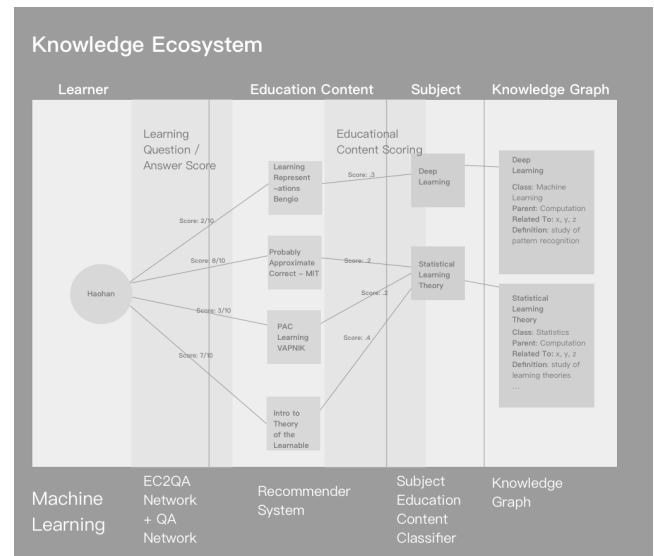 Knowledge Ecosystem
Learner
Education Content
Subject
Knowledge Graph
Learning
Question /
Answer Score
Educational
Content Scoring
Haohan
Score: 2/10
Score: 8/10
Score: 3/10
Score: 7/10
Learning
Represent
-ations
Bengio
Probably
Approximate
Correct - MIT
PAC
Learning
VAPNIK
Intro to
Theory
of the
Learnable
Score: .3
Score: .2
Score: .2
Score: .4
Deep
Learning
Statistical
Learning
Theory
Deep
Learning
Class: Machine
Learning
Parent: Computation
Related To: x, y, z
Definition: study of
pattern recognition
Statistical
Learning
Theory
Class: Statistics
Parent: Computation
Related To: x, y, z
Definition: study of
learning theories
...
Machine
Learning
EC2QA
Network
+ QA
Network
Recommender
System
Subject
Education
Content
Classifier
Knowledge
Graph